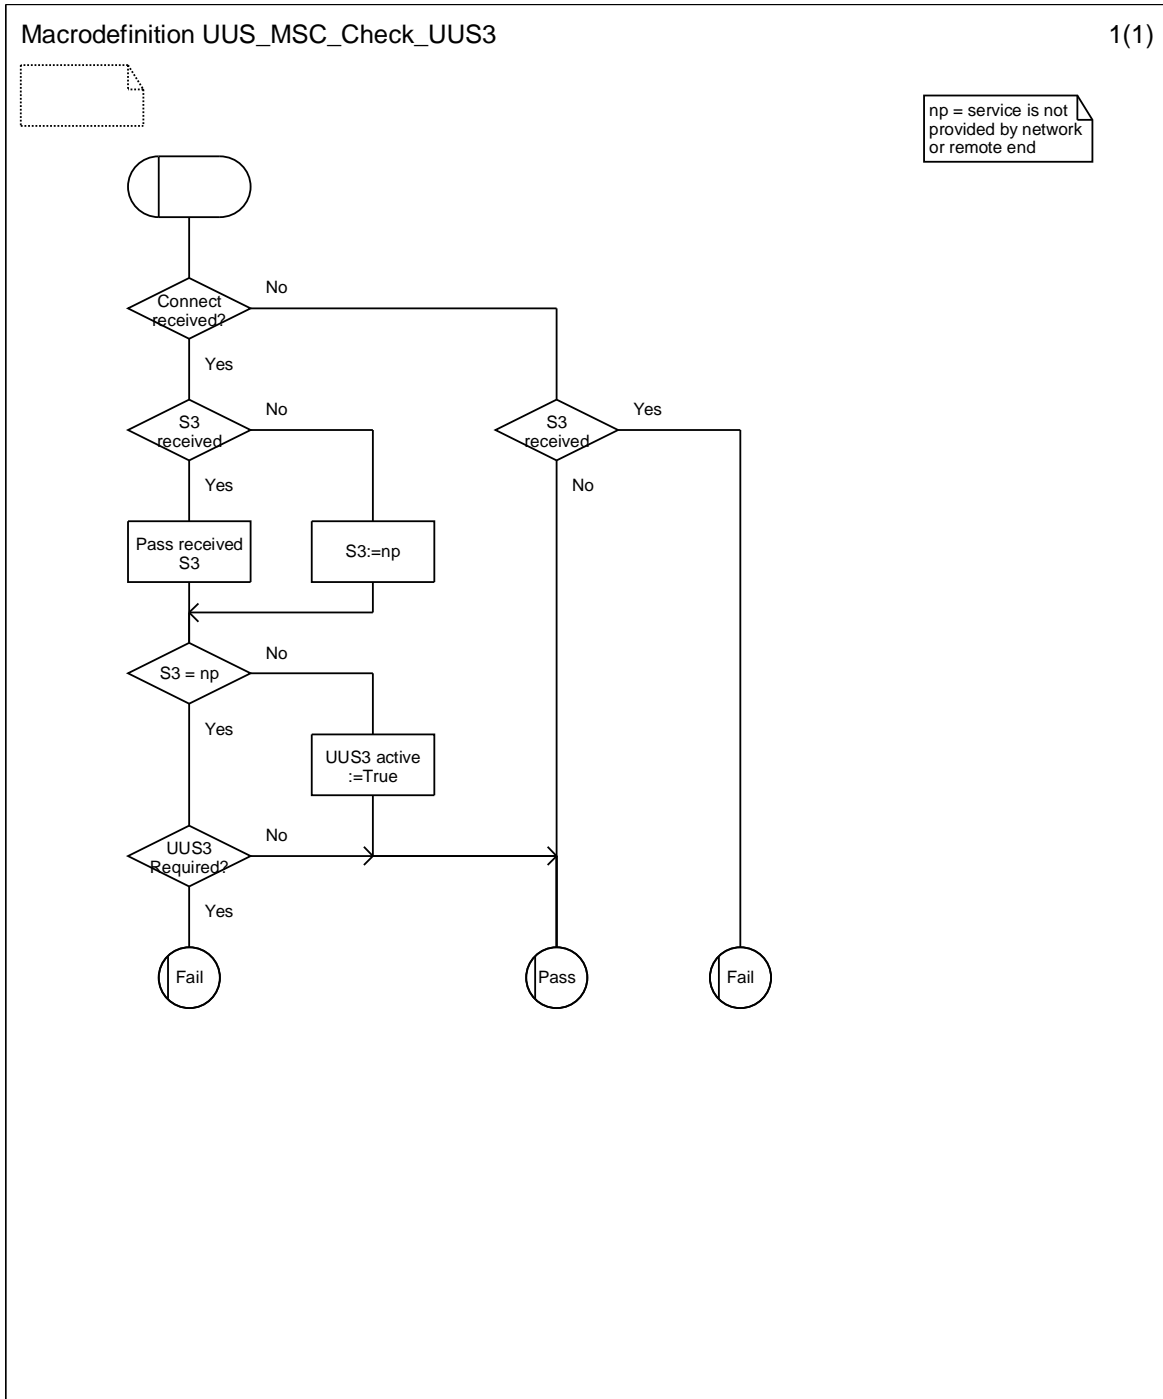 Macrodefinition UUS_MSC_Check_UUS3
1(1)
np = service is not
provided by network
or remote end
Connect
received?
No
Yes
S3
received
No
S3
received
Yes
Yes
No
Pass received
S3
S3:=np
S3 = np
No
Yes
UUS3 active
:=True
UUS3
Required?
No
Yes
Fail
Pass
Fail